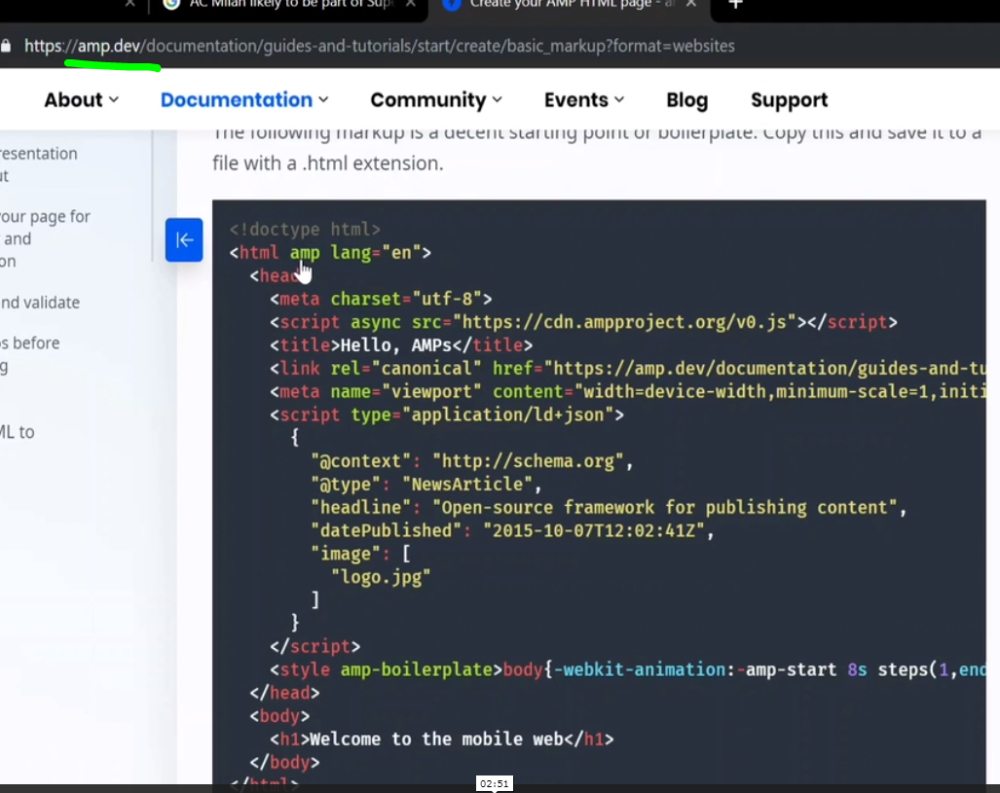 AC Milan likely to be part of Sup
Create your AMP HTML page - a
https://amp.dev/documentation/guides-and-tutorials/start/create/basic_markup?format=websites
About
Documentation
Community
Events
Blog
Support
The following markup is a decent starting point or boilerplate. Copy this and save it to a
file with a .html extension.
resentation
ut
your page for
and
on
nd validate
s before
g
ML to
<!doctype html>
<html amp lang="en">
<head
<meta charset="utf-8">
<script async src="https://cdn.ampproject.org/v0.js"></script>
<title>Hello, AMPs</title>
<link rel="canonical" href="https://amp.dev/documentation/guides-and-tu
<meta name="viewport" content="width=device-width,minimum-scale=1,initi
<script type="application/ld+json">
{
"@context": "http://schema.org",
"@type": "NewsArticle",
"headline": "Open-source framework for publishing content",
"datePublished": "2015-10-07T12:02:41Z",
"image": [
"logo.jpg"
]
}
</script>
<style amp-boilerplate>body{-webkit-animation:-amp-start 8s steps(1,end
</head>
<body>
<h1>Welcome to the mobile web</h1>
</body>
</html>
02:51